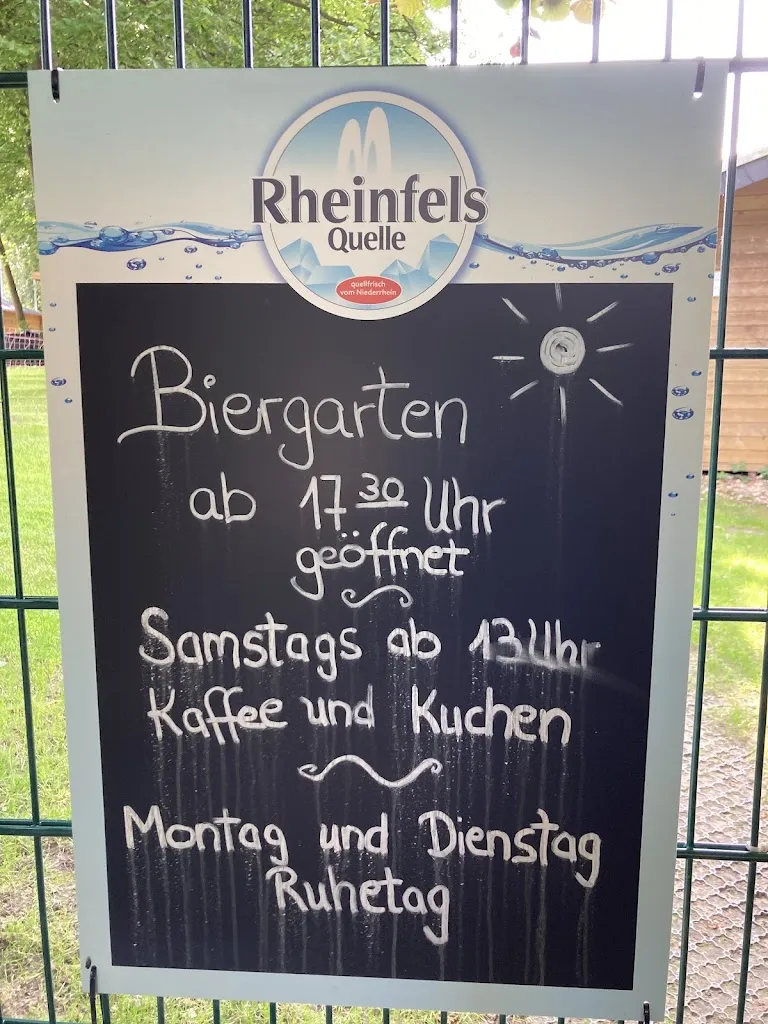 Rheinfels
Quelle
quellfrisch
vom Niederrhein
Biergarten
ab 17 30 Uhr
geöffnet
Samstags ab 13 Uhr
Kaffee und Kuchen
Montag und Dienstag
Ruhetag